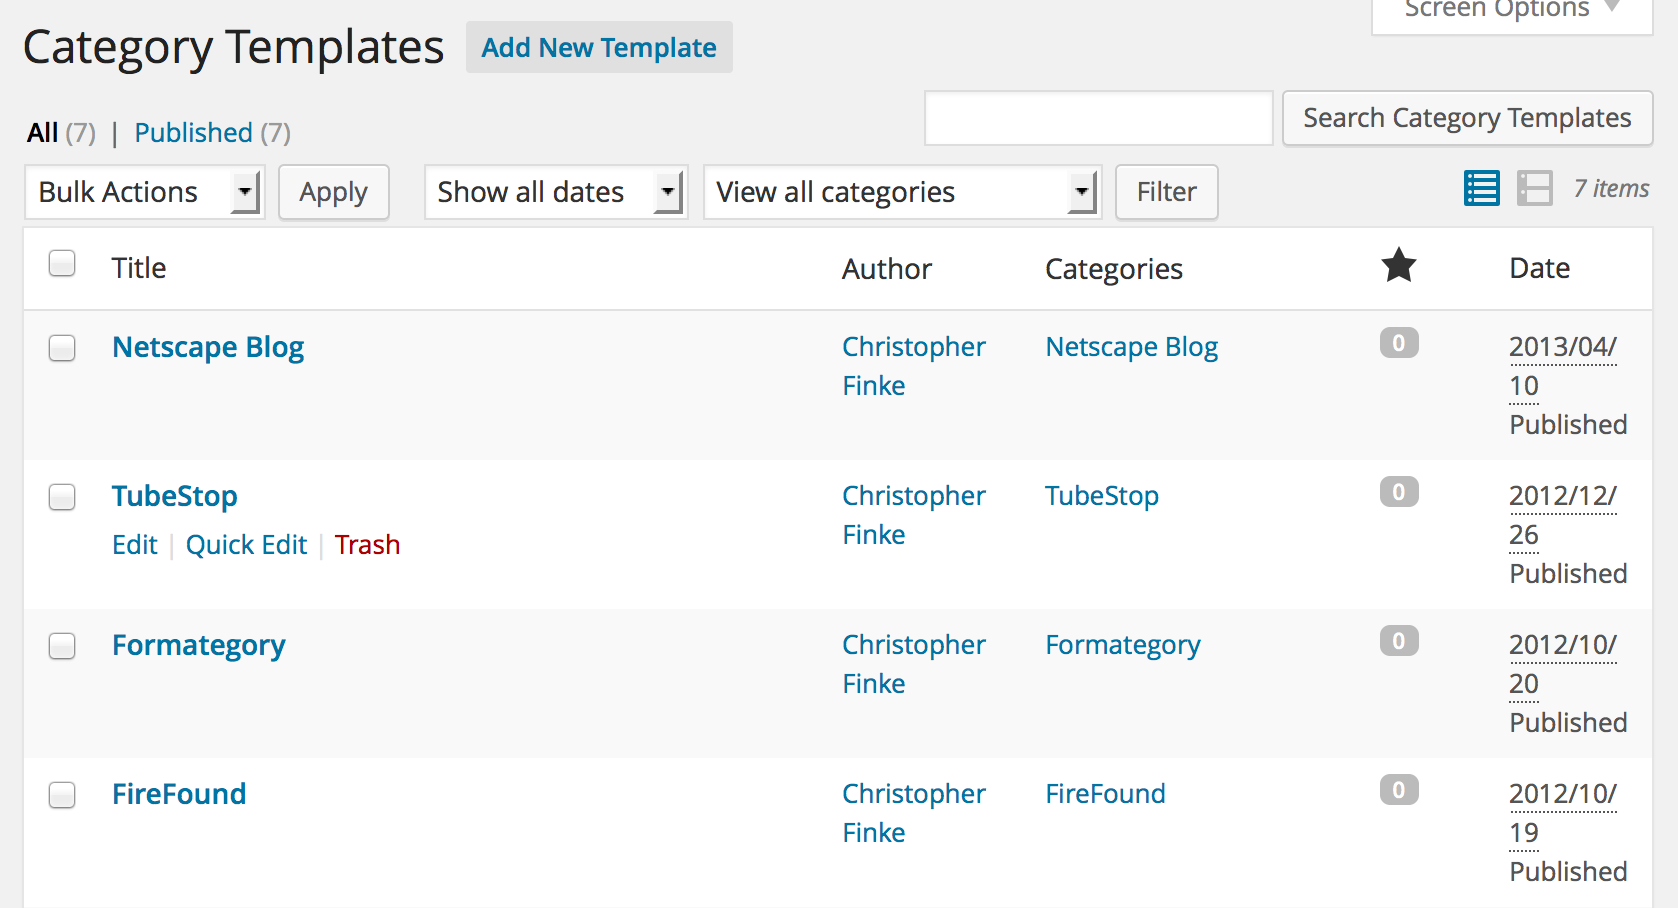 Screen Options
Category Templates Add New Template
Search Category Templates
All (7) | Published (7)
Bulk Actions Apply Show all dates View all categories Filter 7 items
Title Author Categories Date
Netscape Blog Christopher Finke Netscape Blog 0 2013/04/
10
Published
TubeStop Christopher Finke TubeStop 0 2012/12/
26
Edit | Quick Edit | Trash
Published
Formategory Christopher Finke Formategory 0 2012/10/
20
Published
FireFound Christopher Finke FireFound 0 2012/10/
19
Published